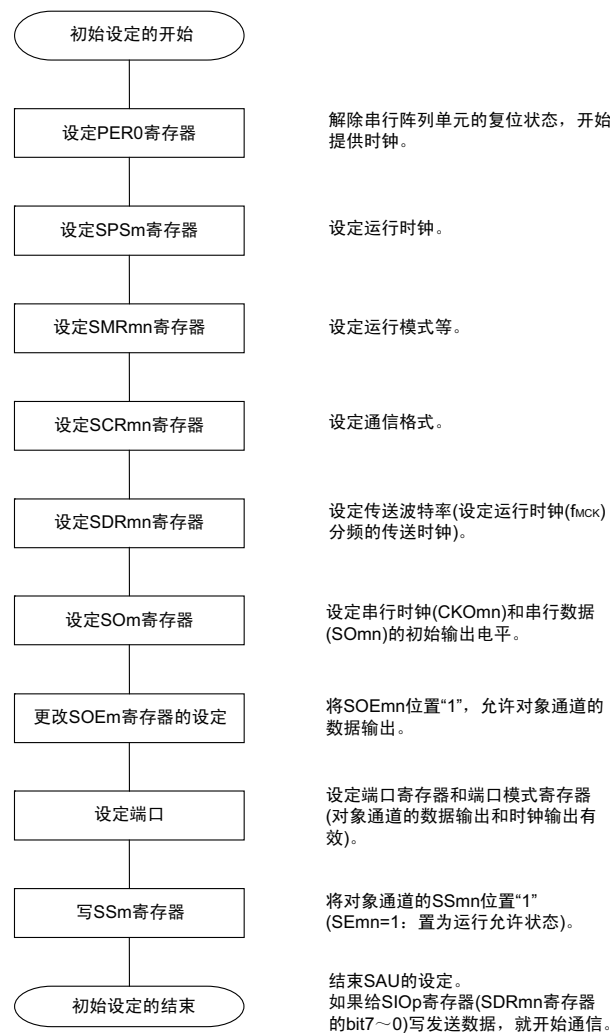 初始设定的开始
设定PER0寄存器
解除串行阵列单元的复位状态，开始
提供时钟。
设定SPSm寄存器
设定运行时钟。
设定SMRmn寄存器
设定运行模式等。
设定SCRmn寄存器
设定通信格式。
设定SDRmn寄存器
设定传送波特率(设定运行时钟(fMCK)
分频的传送时钟)。
设定SOm寄存器
设定串行时钟(CKOmn)和串行数据
(SOmn)的初始输出电平。
更改SOEm寄存器的设定
将SOEmn位置“1”，允许对象通道的
数据输出。
设定端口
设定端口寄存器和端口模式寄存器
(对象通道的数据输出和时钟输出有
效)。
写SSm寄存器
将对象通道的SSmn位置“1”
(SEmn=1：置为运行允许状态)。
初始设定的结束
结束SAU的设定。
如果给SIOp寄存器(SDRmn寄存器
的bit7～0)写发送数据，就开始通信。